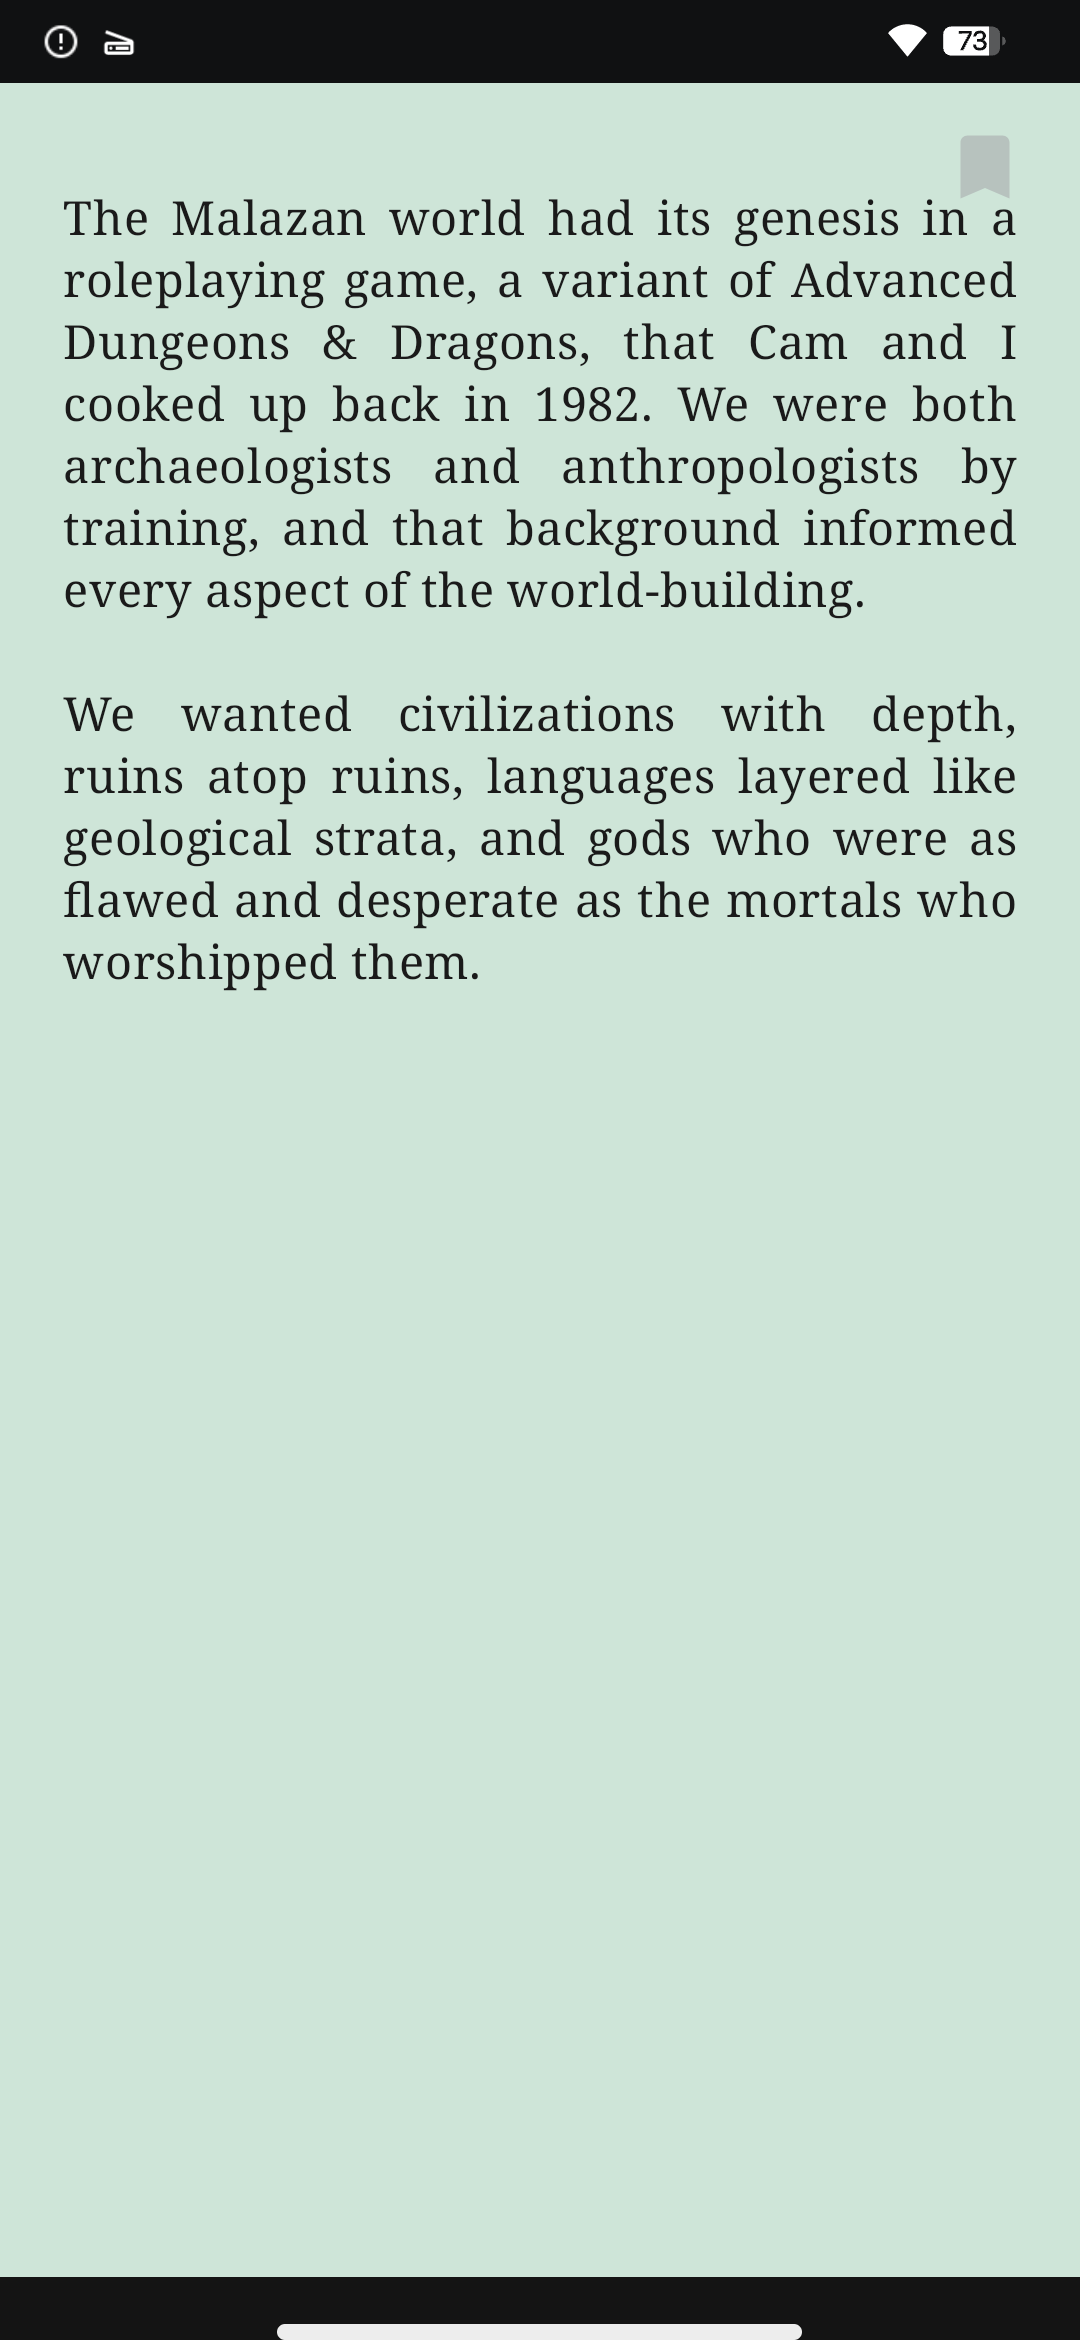 73
The Malazan world had its genesis in a
roleplaying game, a variant of Advanced
Dungeons & Dragons, that Cam and I
cooked up back in 1982. We were both
archaeologists and anthropologists by
training, and that background informed
every aspect of the world-building.
We wanted civilizations with depth,
ruins atop ruins, languages layered like
geological strata, and gods who were as
flawed and desperate as the mortals who
worshipped them.